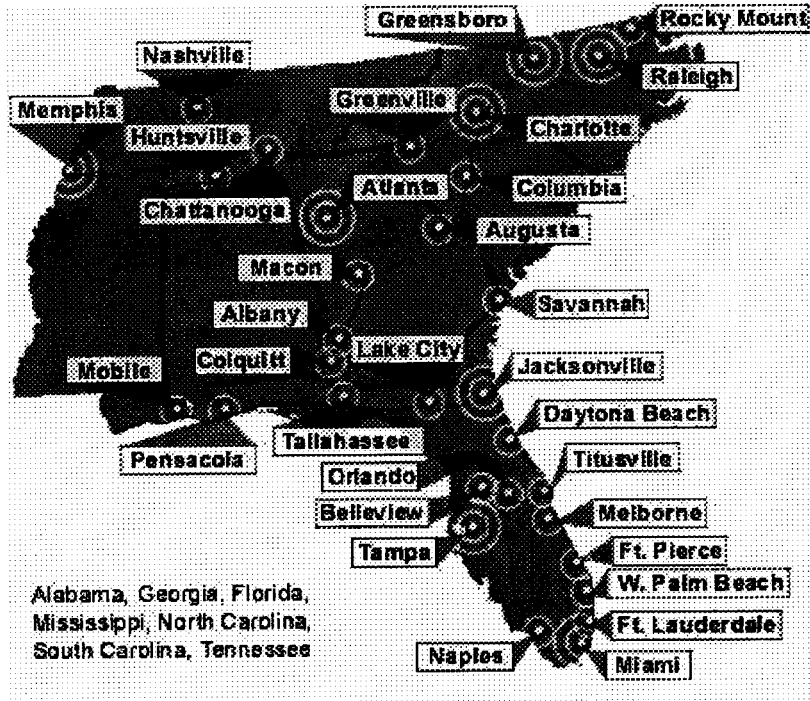 Greensboro
Rocky Mount
Nashville
Raleigh
Memphis
Greenville
Huntsville
Charlotte
Atlanta
Columbia
Chattanooga
Augusta
Macon
Savannah
Albany
Lake City
Colquitt
Mobile
Jacksonville
Daytona Beach
Tallahassee
Pensacola
Orlando
Titusville
Belleview
Melborne
Tampa
Ft. Pierce
W. Palm Beach
Alabama, Georgia, Florida,
Mississippi, North Carolina,
South Carolina, Tennessee
Ft. Lauderdale
Naples
Miami